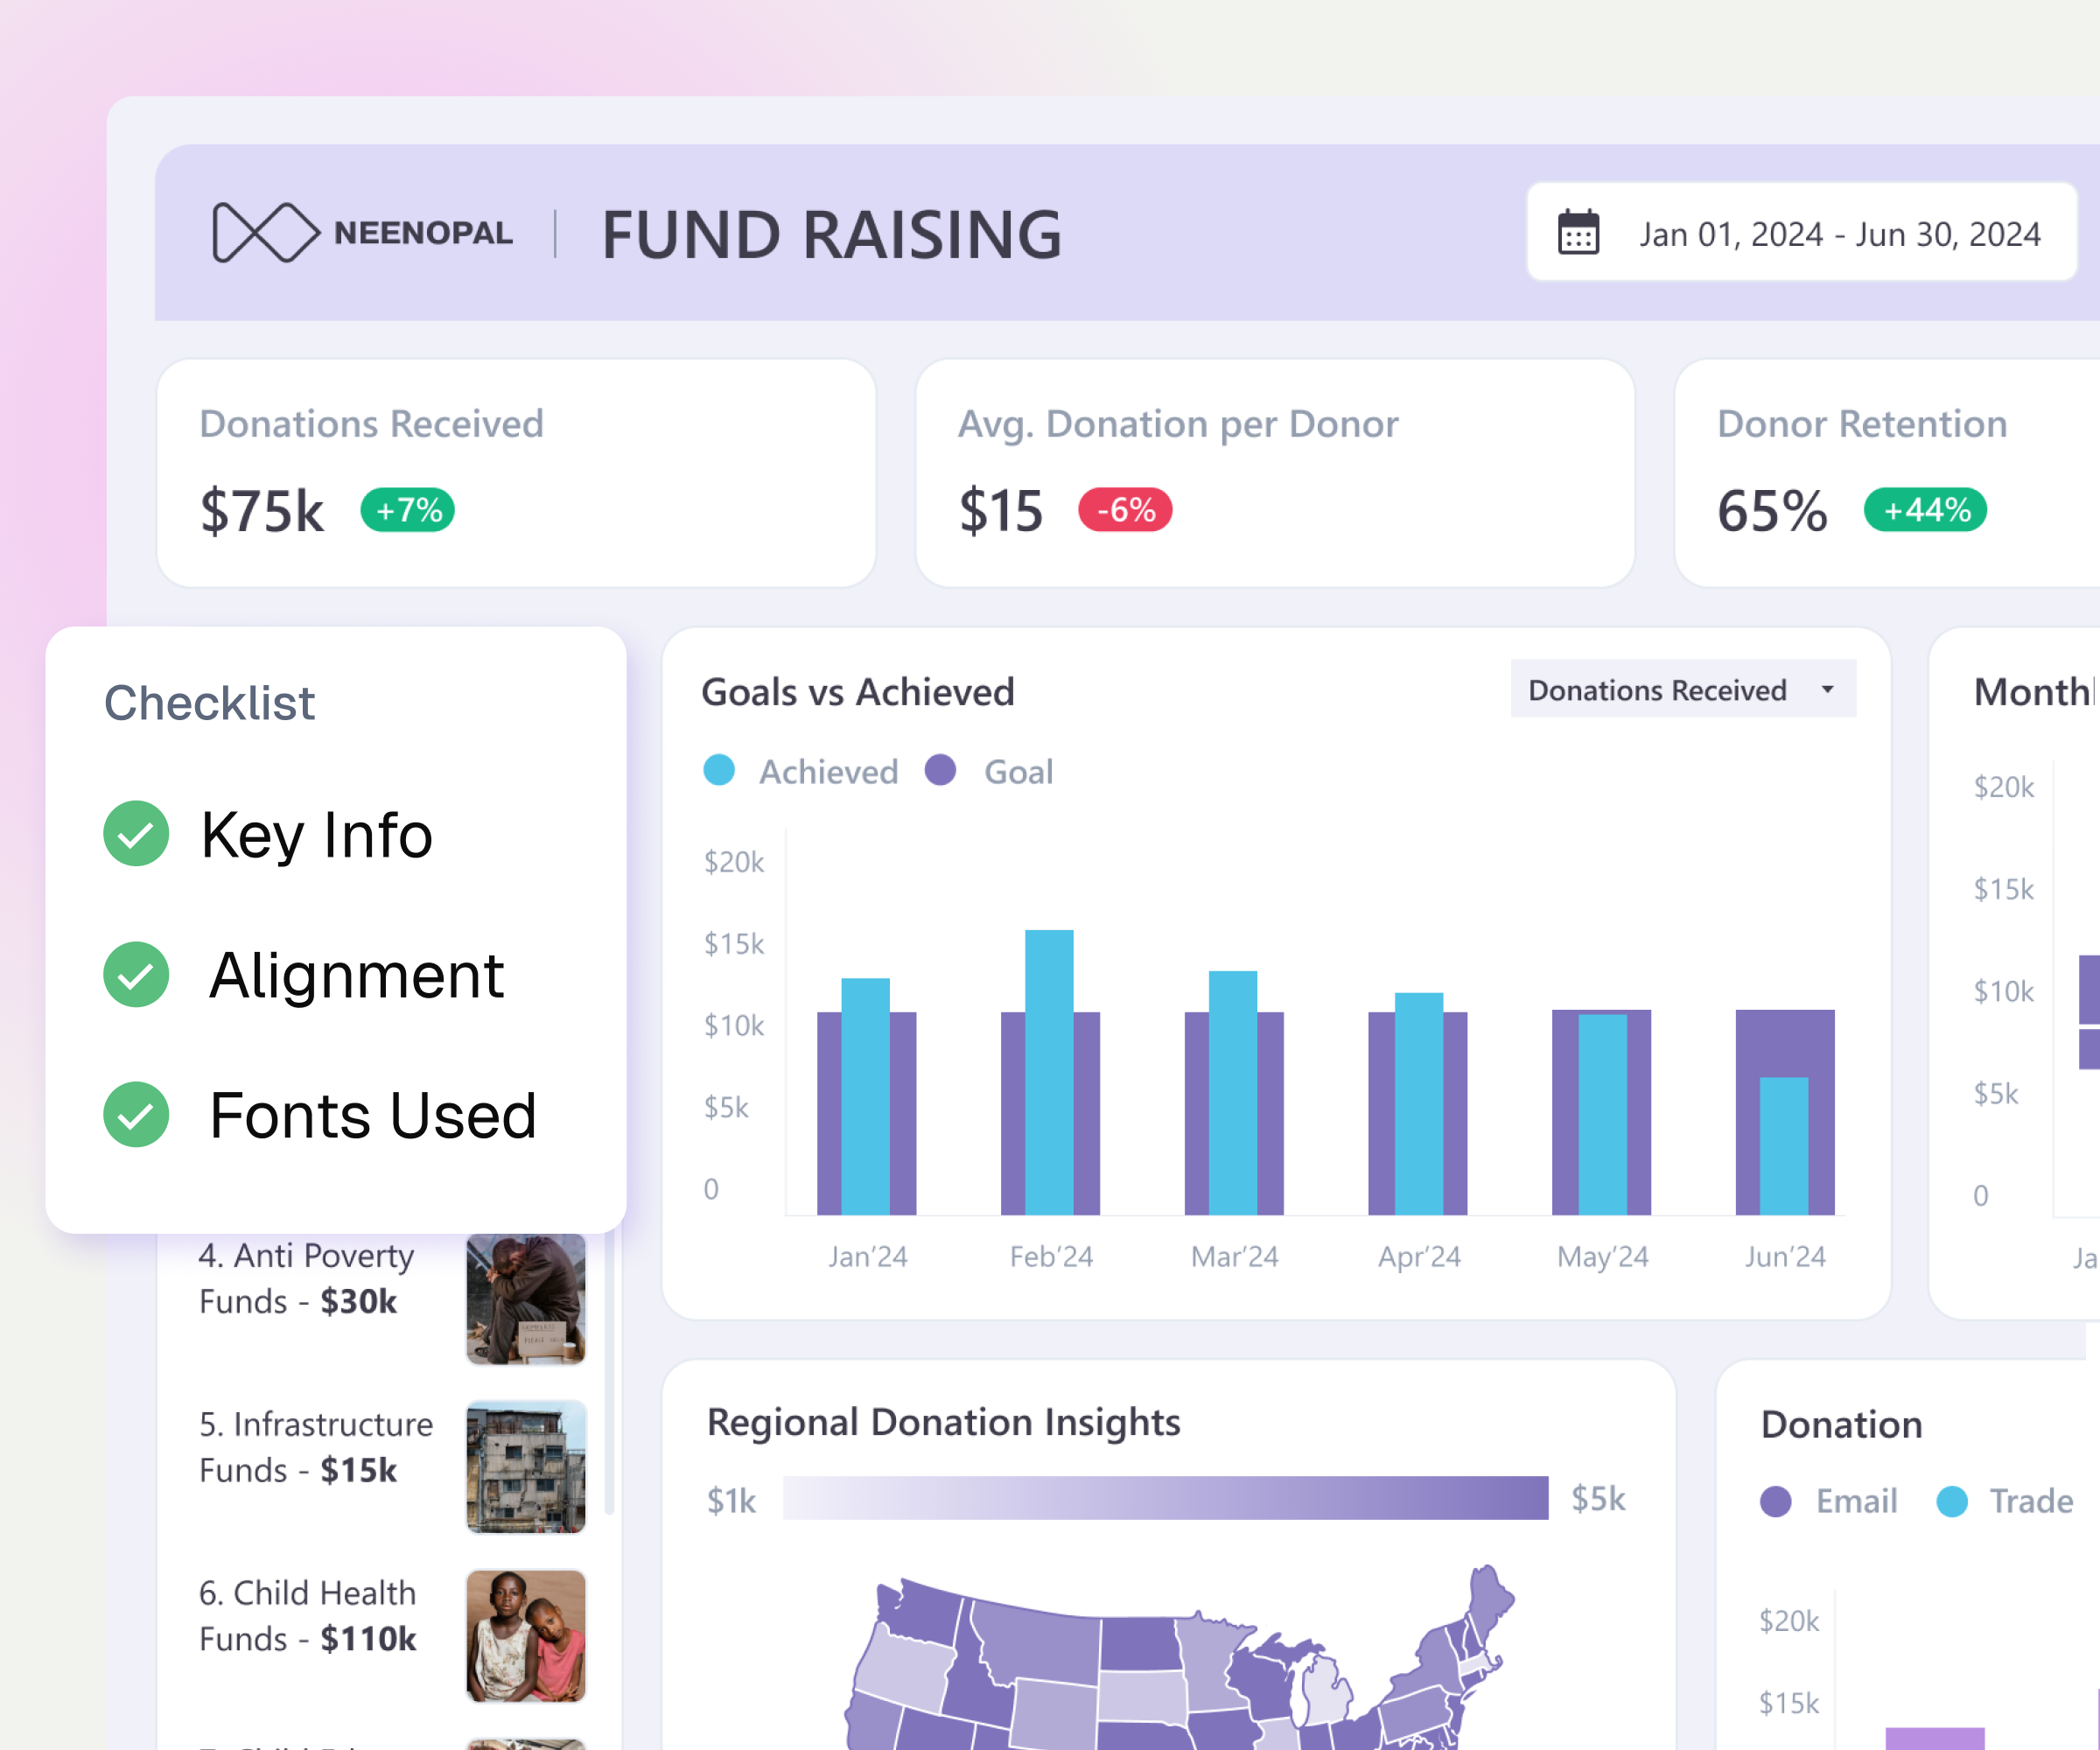 NEENOPAL
FUND RAISING
Jan 01, 2024 - Jun 30, 2024
Donations Received
$75k +7%
Avg. Donation per Donor
$15 -6%
Donor Retention
65% +44%
Checklist
Key Info
Alignment
Fonts Used
4. Anti Poverty
Funds - $30k
5. Infrastructure
Funds - $15k
6. Child Health
Funds - $110k
Goals vs Achieved
Donations Received
Achieved Goal
$20k
$15k
$10k
$5k
0
Jan’24 Feb’24 Mar’24 Apr’24 May’24 Jun’24
$20k
$15k
$10k
$5k
0
Regional Donation Insights
$1k $5k
Donation
Email Trade
$20k
$15k